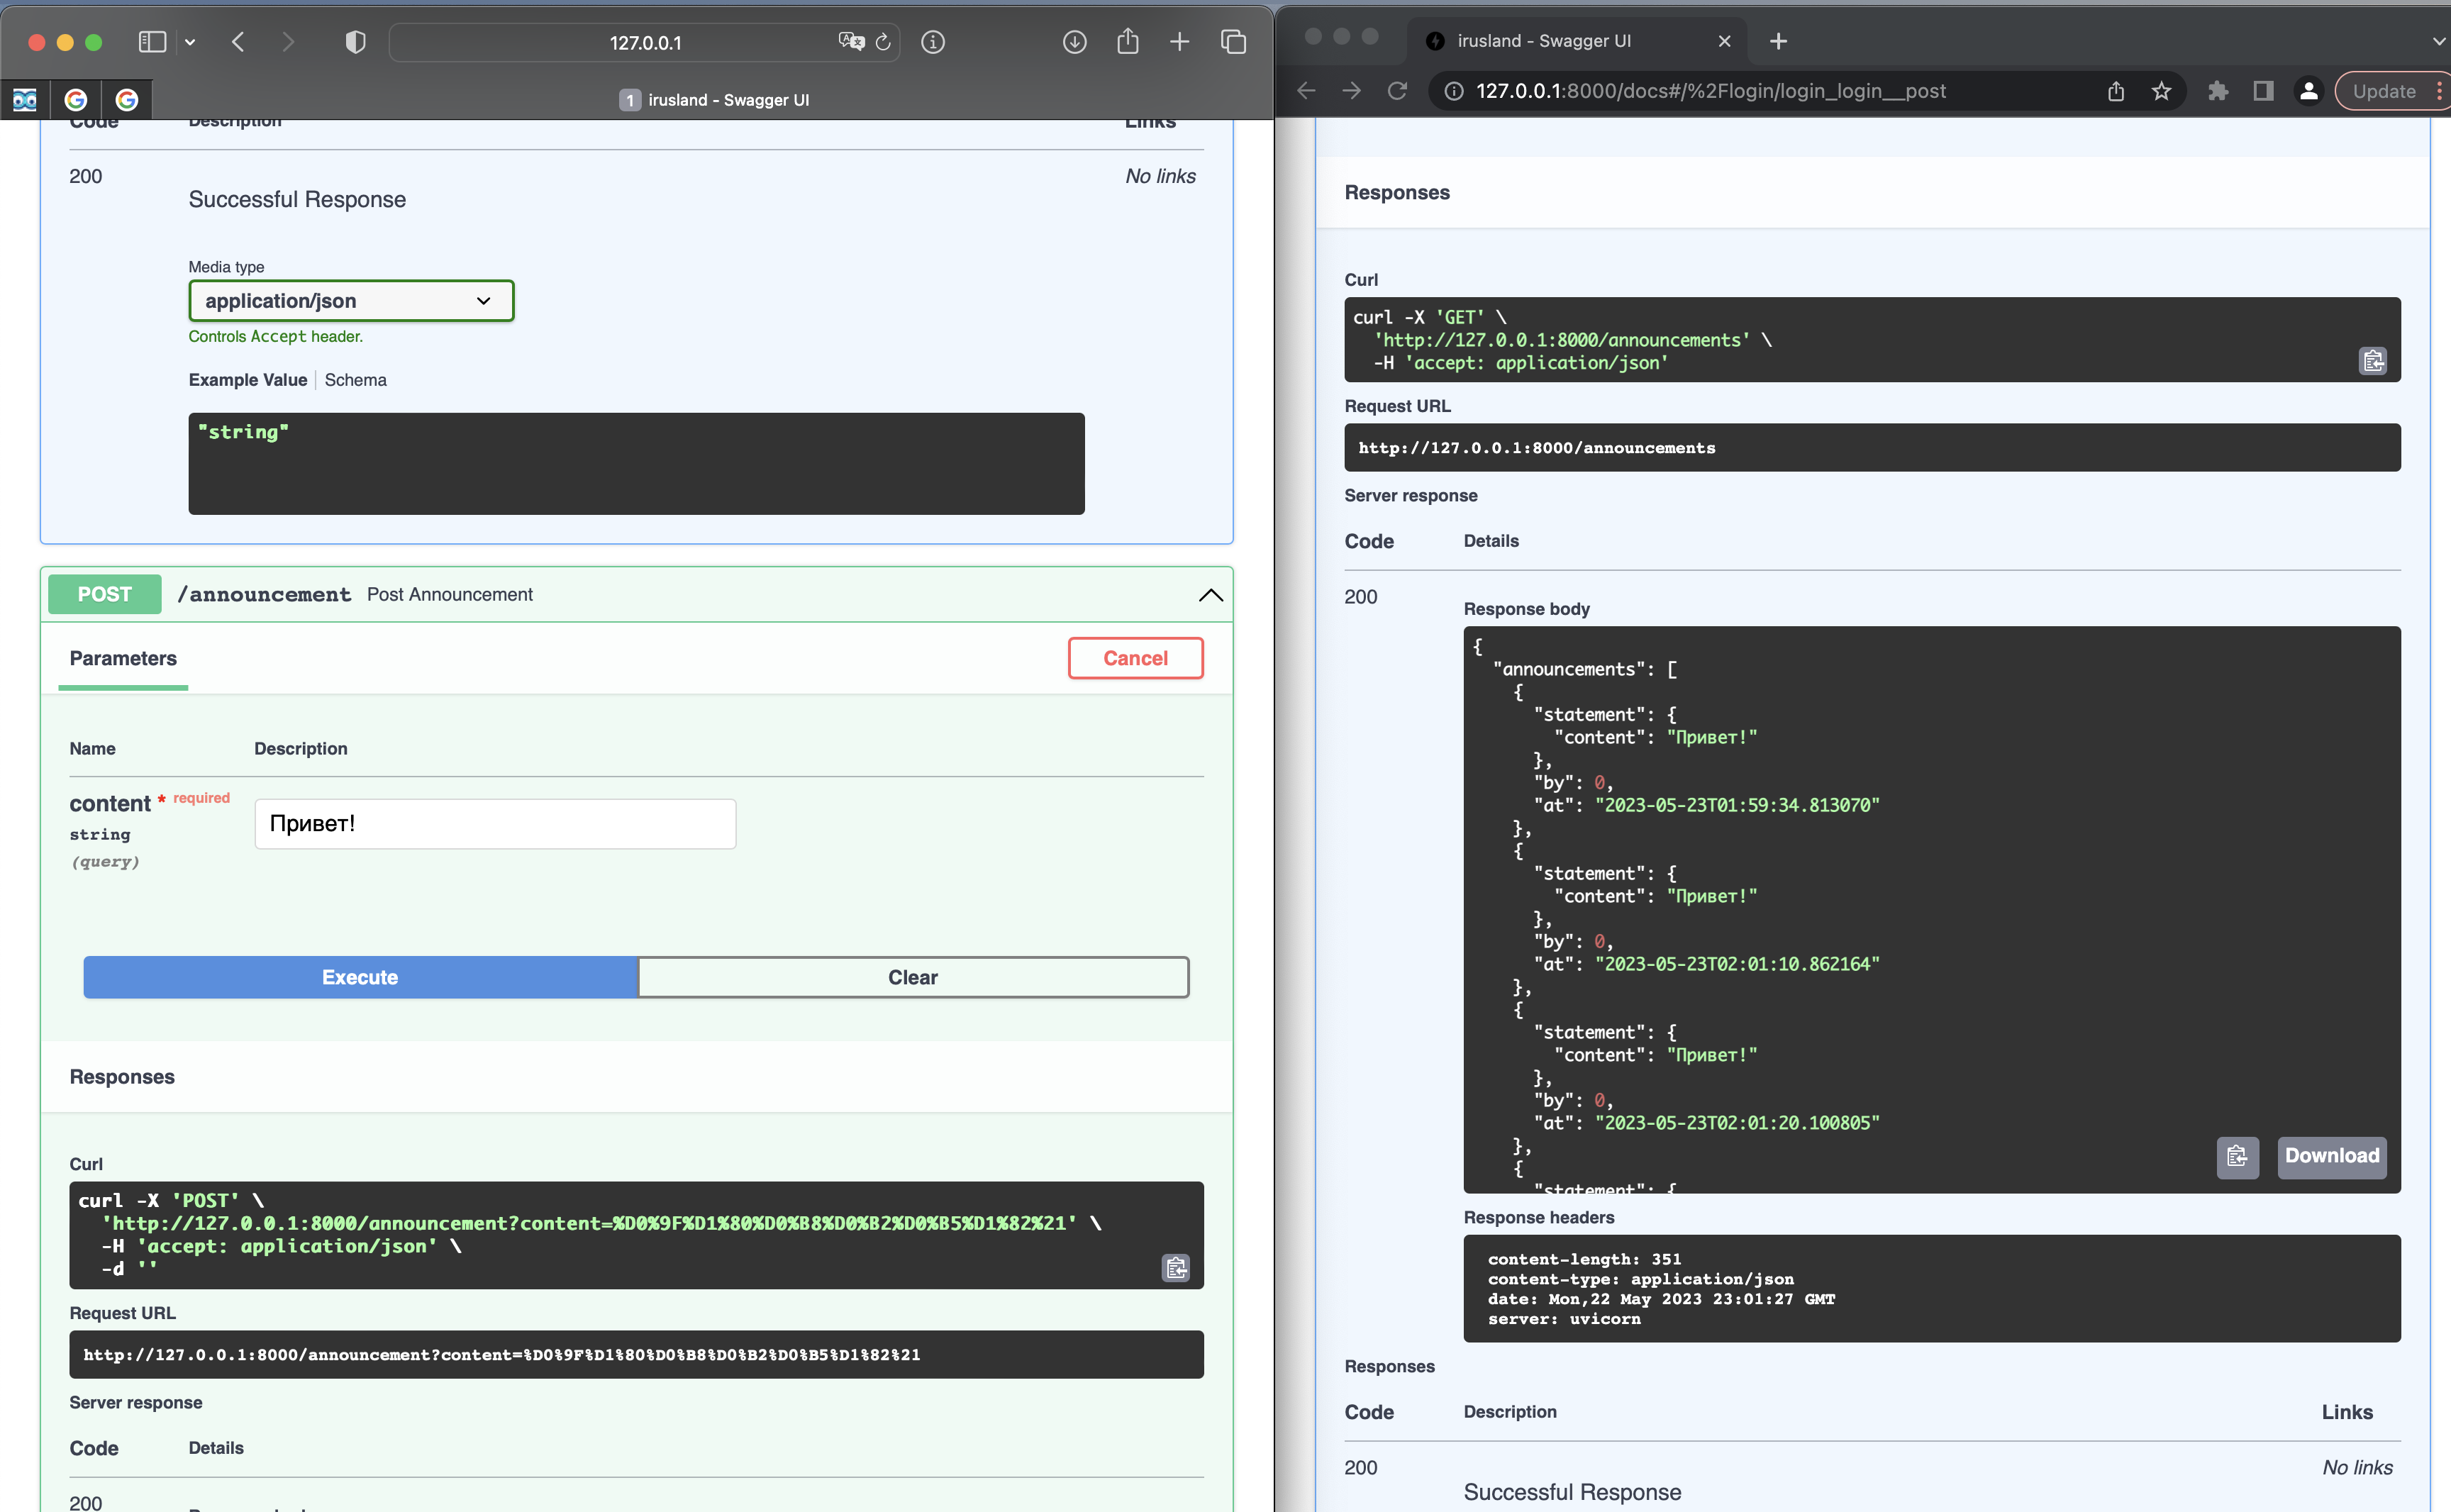 127.0.0.1
1 irusland - Swagger UI
Code Description Links
200 Successful Response No links
Media type
application/json
Controls Accept header.
Example Value Schema
"string"
POST /announcement Post Announcement
Parameters
Cancel
Name Description
content * required
string
(query)
Привет!
Execute
Clear
Responses
Curl
curl -X 'POST' \
'http://127.0.0.1:8000/announcement?content=%D0%9F%D1%80%D0%B8%D0%B2%D0%B5%D1%82%21' \
-H 'accept: application/json' \
-d ''
Request URL
http://127.0.0.1:8000/announcement?content=%D0%9F%D1%80%D0%B8%D0%B2%D0%B5%D1%82%21
Server response
Code Details
200
irusland - Swagger UI
127.0.0.1:8000/docs#/%2Flogin/login_login__post
Update
Responses
Curl
curl -X 'GET' \
'http://127.0.0.1:8000/announcements' \
-H 'accept: application/json'
Request URL
http://127.0.0.1:8000/announcements
Server response
Code Details
200
Response body
{
"announcements": [
{
"statement": {
"content": "Привет!"
},
"by": 0,
"at": "2023-05-23T01:59:34.813070"
},
{
"statement": {
"content": "Привет!"
},
"by": 0,
"at": "2023-05-23T02:01:10.862164"
},
{
"statement": {
"content": "Привет!"
},
"by": 0,
"at": "2023-05-23T02:01:20.100805"
},
{
"statement": {
Download
Response headers
content-length: 351
content-type: application/json
date: Mon,22 May 2023 23:01:27 GMT
server: uvicorn
Responses
Code Description Links
200 Successful Response No links